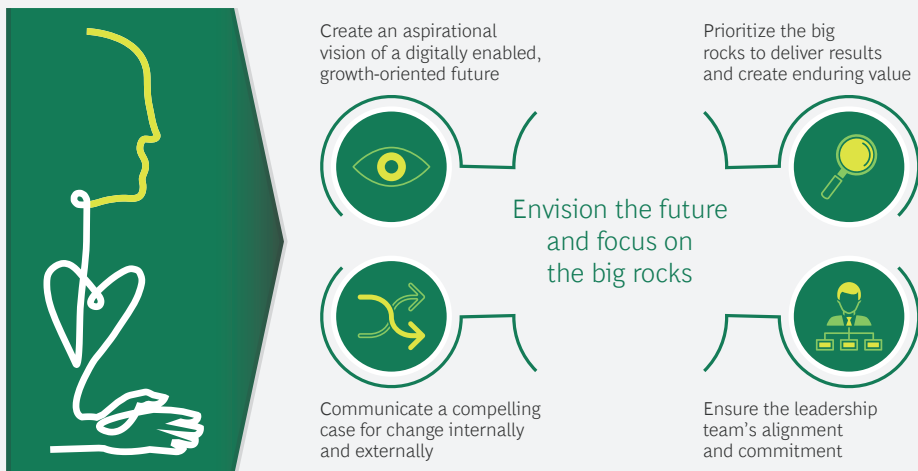 Create an aspirational
vision of a digitally enabled,
growth-oriented future
Prioritize the big
rocks to deliver results
and create enduring value
Envision the future
and focus on
the big rocks
Communicate a compelling
case for change internally
and externally
Ensure the leadership
team's alignment
and commitment